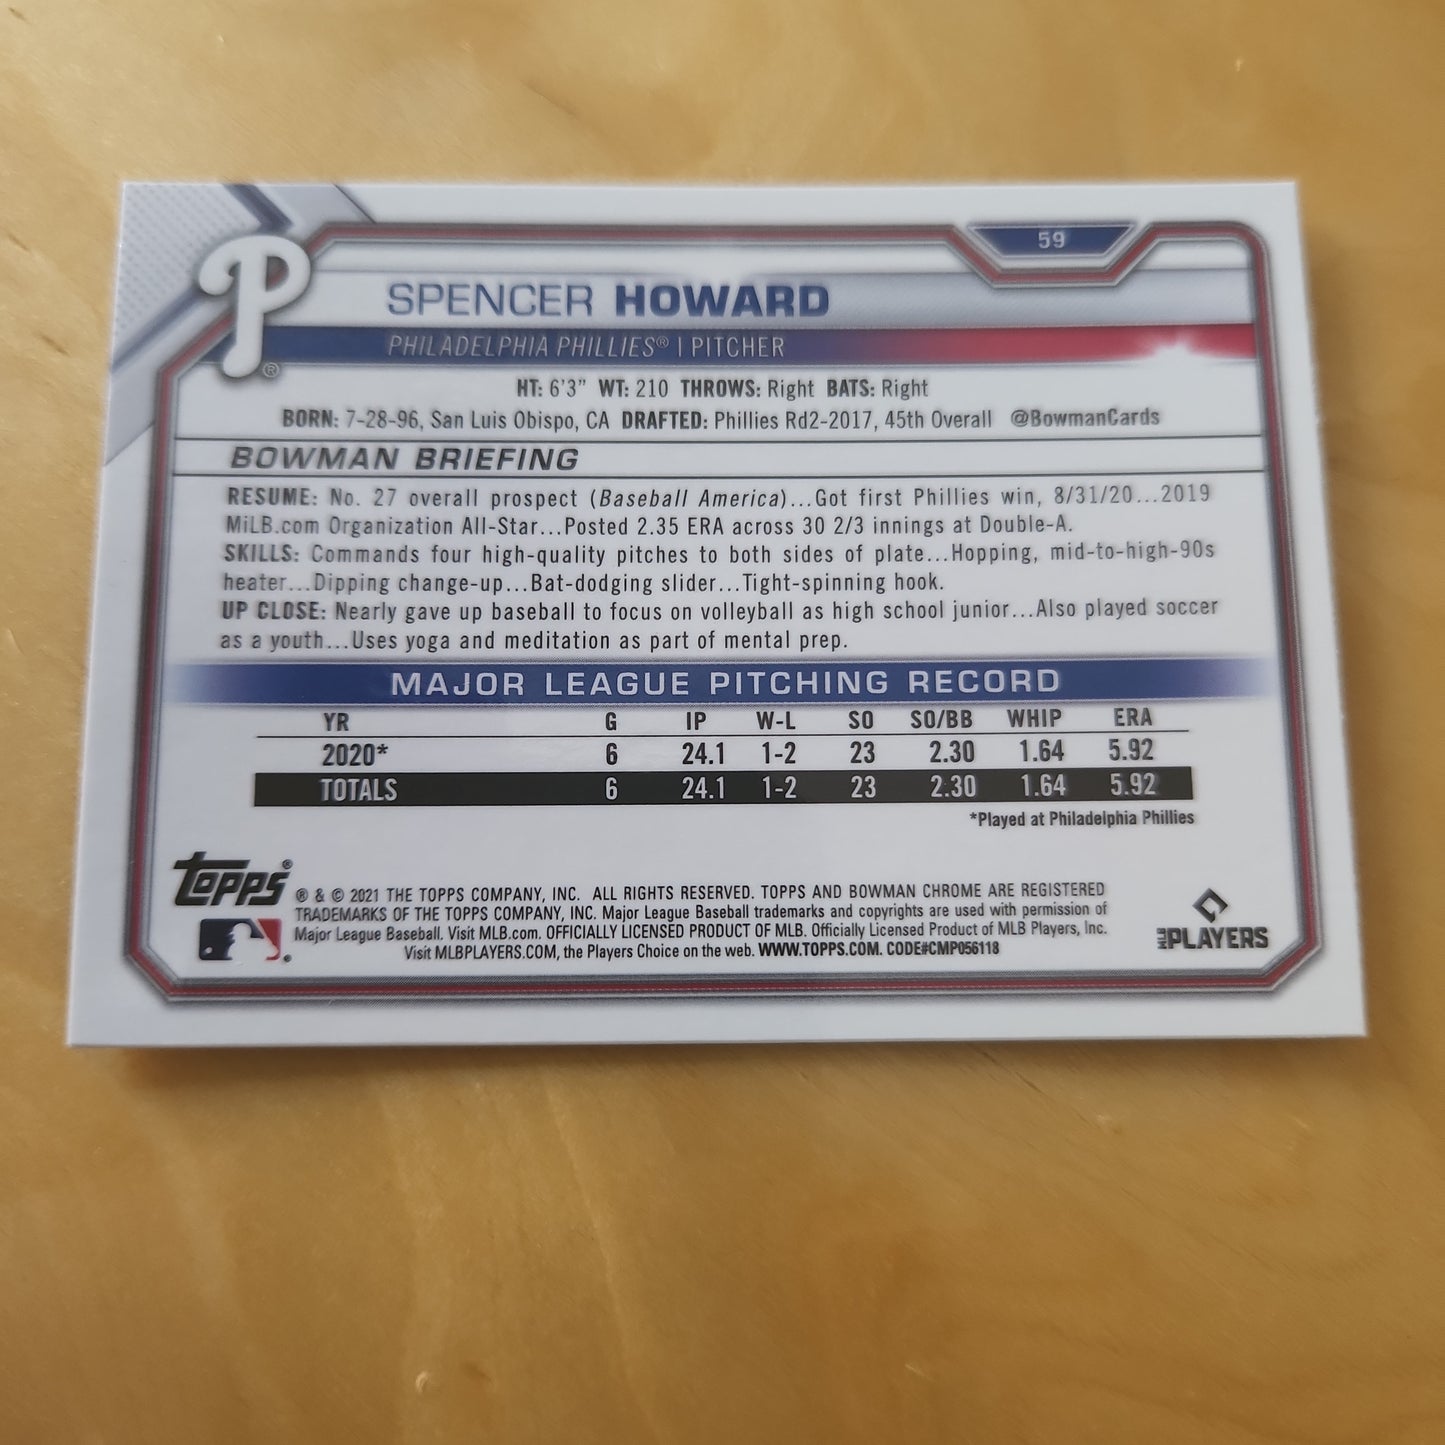 59
SPENCER HOWARD
PHILADELPHIA PHILLIES® | PITCHER
HT: 6'3" WT: 210 THROWS: Right BATS: Right
BORN: 7-28-96, San Luis Obispo, CA DRAFTED: Phillies Rd2-2017, 45th Overall @BowmanCards
BOWMAN BRIEFING
RESUME: No. 27 overall prospect (Baseball America)...Got first Phillies win, 8/31/20...2019
MiLB.com Organization All-Star...Posted 2.35 ERA across 30 2/3 innings at Double-A.
SKILLS: Commands four high-quality pitches to both sides of plate...Hopping, mid-to-high-90s
heater...Dipping change-up...Bat-dodging slider...Tight-spinning hook.
UP CLOSE: Nearly gave up baseball to focus on volleyball as high school junior...Also played soccer
as a youth...Uses yoga and meditation as part of mental prep.
MAJOR LEAGUE PITCHING RECORD
YR G IP W-L SO SO/BB WHIP ERA
2020* 6 24.1 1-2 23 2.30 1.64 5.92
TOTALS 6 24.1 1-2 23 2.30 1.64 5.92
*Played at Philadelphia Phillies
TOPPS®
® & © 2021 THE TOPPS COMPANY, INC. ALL RIGHTS RESERVED. TOPPS AND BOWMAN CHROME ARE REGISTERED
TRADEMARKS OF THE TOPPS COMPANY, INC. Major League Baseball trademarks and copyrights are used with permission of
Major League Baseball. Visit MLB.com. OFFICIALLY LICENSED PRODUCT OF MLB. Officially Licensed Product of MLB Players, Inc.
Visit MLBPLAYERS.COM, the Players Choice on the web. WWW.TOPPS.COM. CODE#CMP056118
MLB PLAYERS